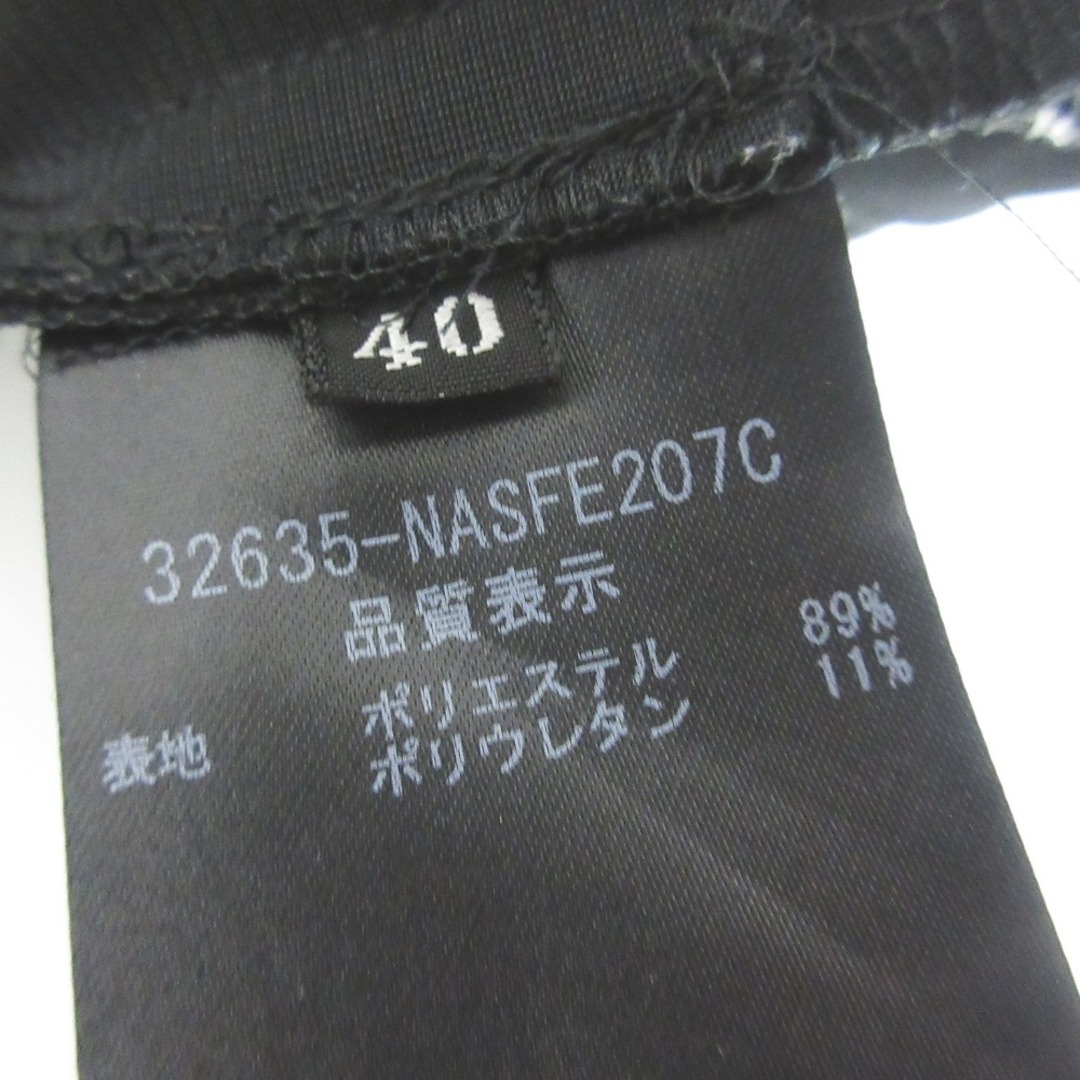 40
32635-NASFE207C
品質表示
ポリエステル 89%
表地 ポリウレタン 11%